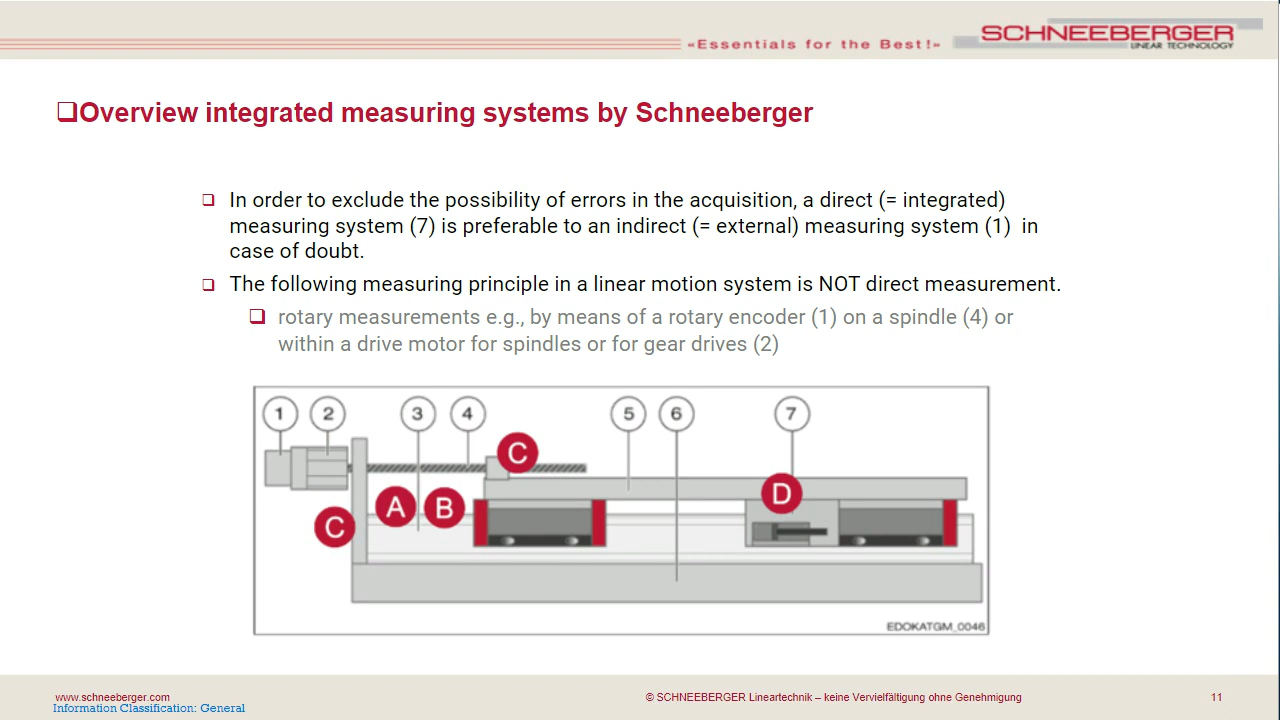 «Essentials for the Best!»
SCHNEEBERGER
LINEAR TECHNOLOGY
Overview integrated measuring systems by Schneeberger
In order to exclude the possibility of errors in the acquisition, a direct (= integrated)
measuring system (7) is preferable to an indirect (= external) measuring system (1) in
case of doubt.
The following measuring principle in a linear motion system is NOT direct measurement.
rotary measurements e.g., by means of a rotary encoder (1) on a spindle (4) or
within a drive motor for spindles or for gear drives (2)
1 2 3 4 5 6 7
C
D
A B
C
EDOKATGM_0046
www.schneeberger.com
© SCHNEEBERGER Lineartechnik – keine Vervielfältigung ohne Genehmigung
11
Information Classification: General